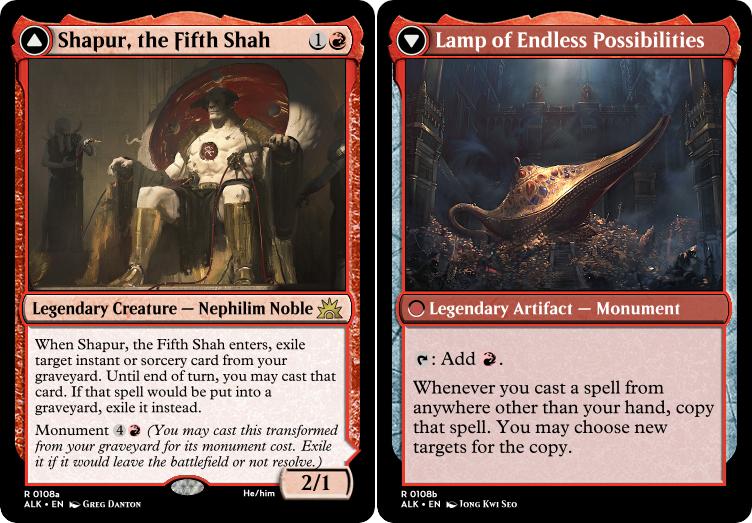 Shapur, the Fifth Shah
1
When Shapur, the Fifth Shah enters, exile
target instant or sorcery card from your
graveyard. Until end of turn, you may cast that
card. If that spell would be put into a
graveyard, exile it instead.
Monument 4 (You may cast this transformed
from your graveyard for its monument cost. Exile
it if it would leave the battlefield or not resolve.)
Legendary Creature — Nephilim Noble
2/1
R 0108a
He/him
ALK • EN Greg Danton
Lamp of Endless Possibilities
Legendary Artifact — Monument
: Add .
Whenever you cast a spell from
anywhere other than your hand, copy
that spell. You may choose new
targets for the copy.
R 0108b
ALK • EN Jong Kwi Seo